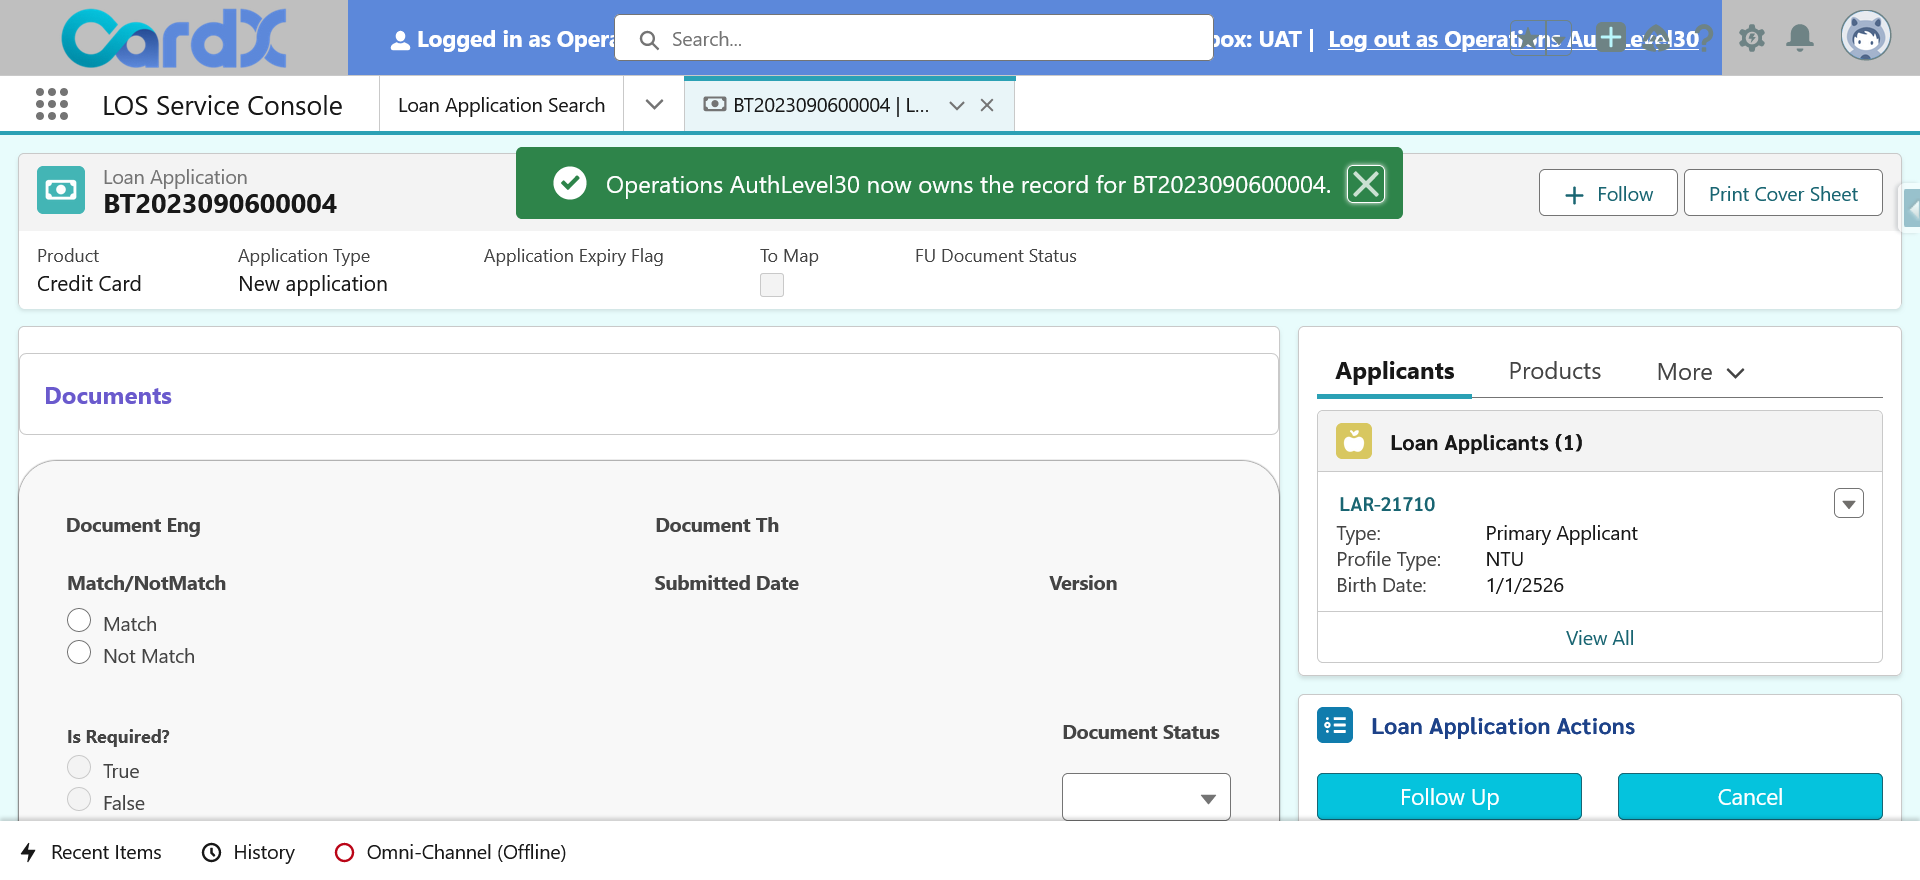 CardX
Logged in as Opera
Search...
box: UAT |
Log out as Operations AuthLevel30
LOS Service Console
Loan Application Search
BT2023090600004 | L...
Operations AuthLevel30 now owns the record for BT2023090600004.
Loan Application
BT2023090600004
Follow
Print Cover Sheet
Product
Application Type
Application Expiry Flag
To Map
FU Document Status
Credit Card
New application
Documents
Document Eng
Document Th
Match/NotMatch
Submitted Date
Version
Match
Not Match
Is Required?
True
False
Document Status
Applicants
Products
More
Loan Applicants (1)
LAR-21710
Type: Primary Applicant
Profile Type: NTU
Birth Date: 1/1/2526
View All
Loan Application Actions
Follow Up
Cancel
Recent Items
History
Omni-Channel (Offline)